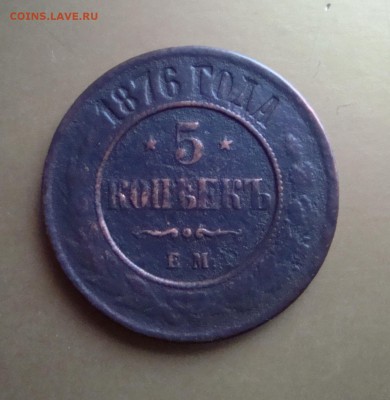 COINS.LAVE.RU
1876 ГОДА
* 5 *
КОПѢЕКЪ
Е.М.